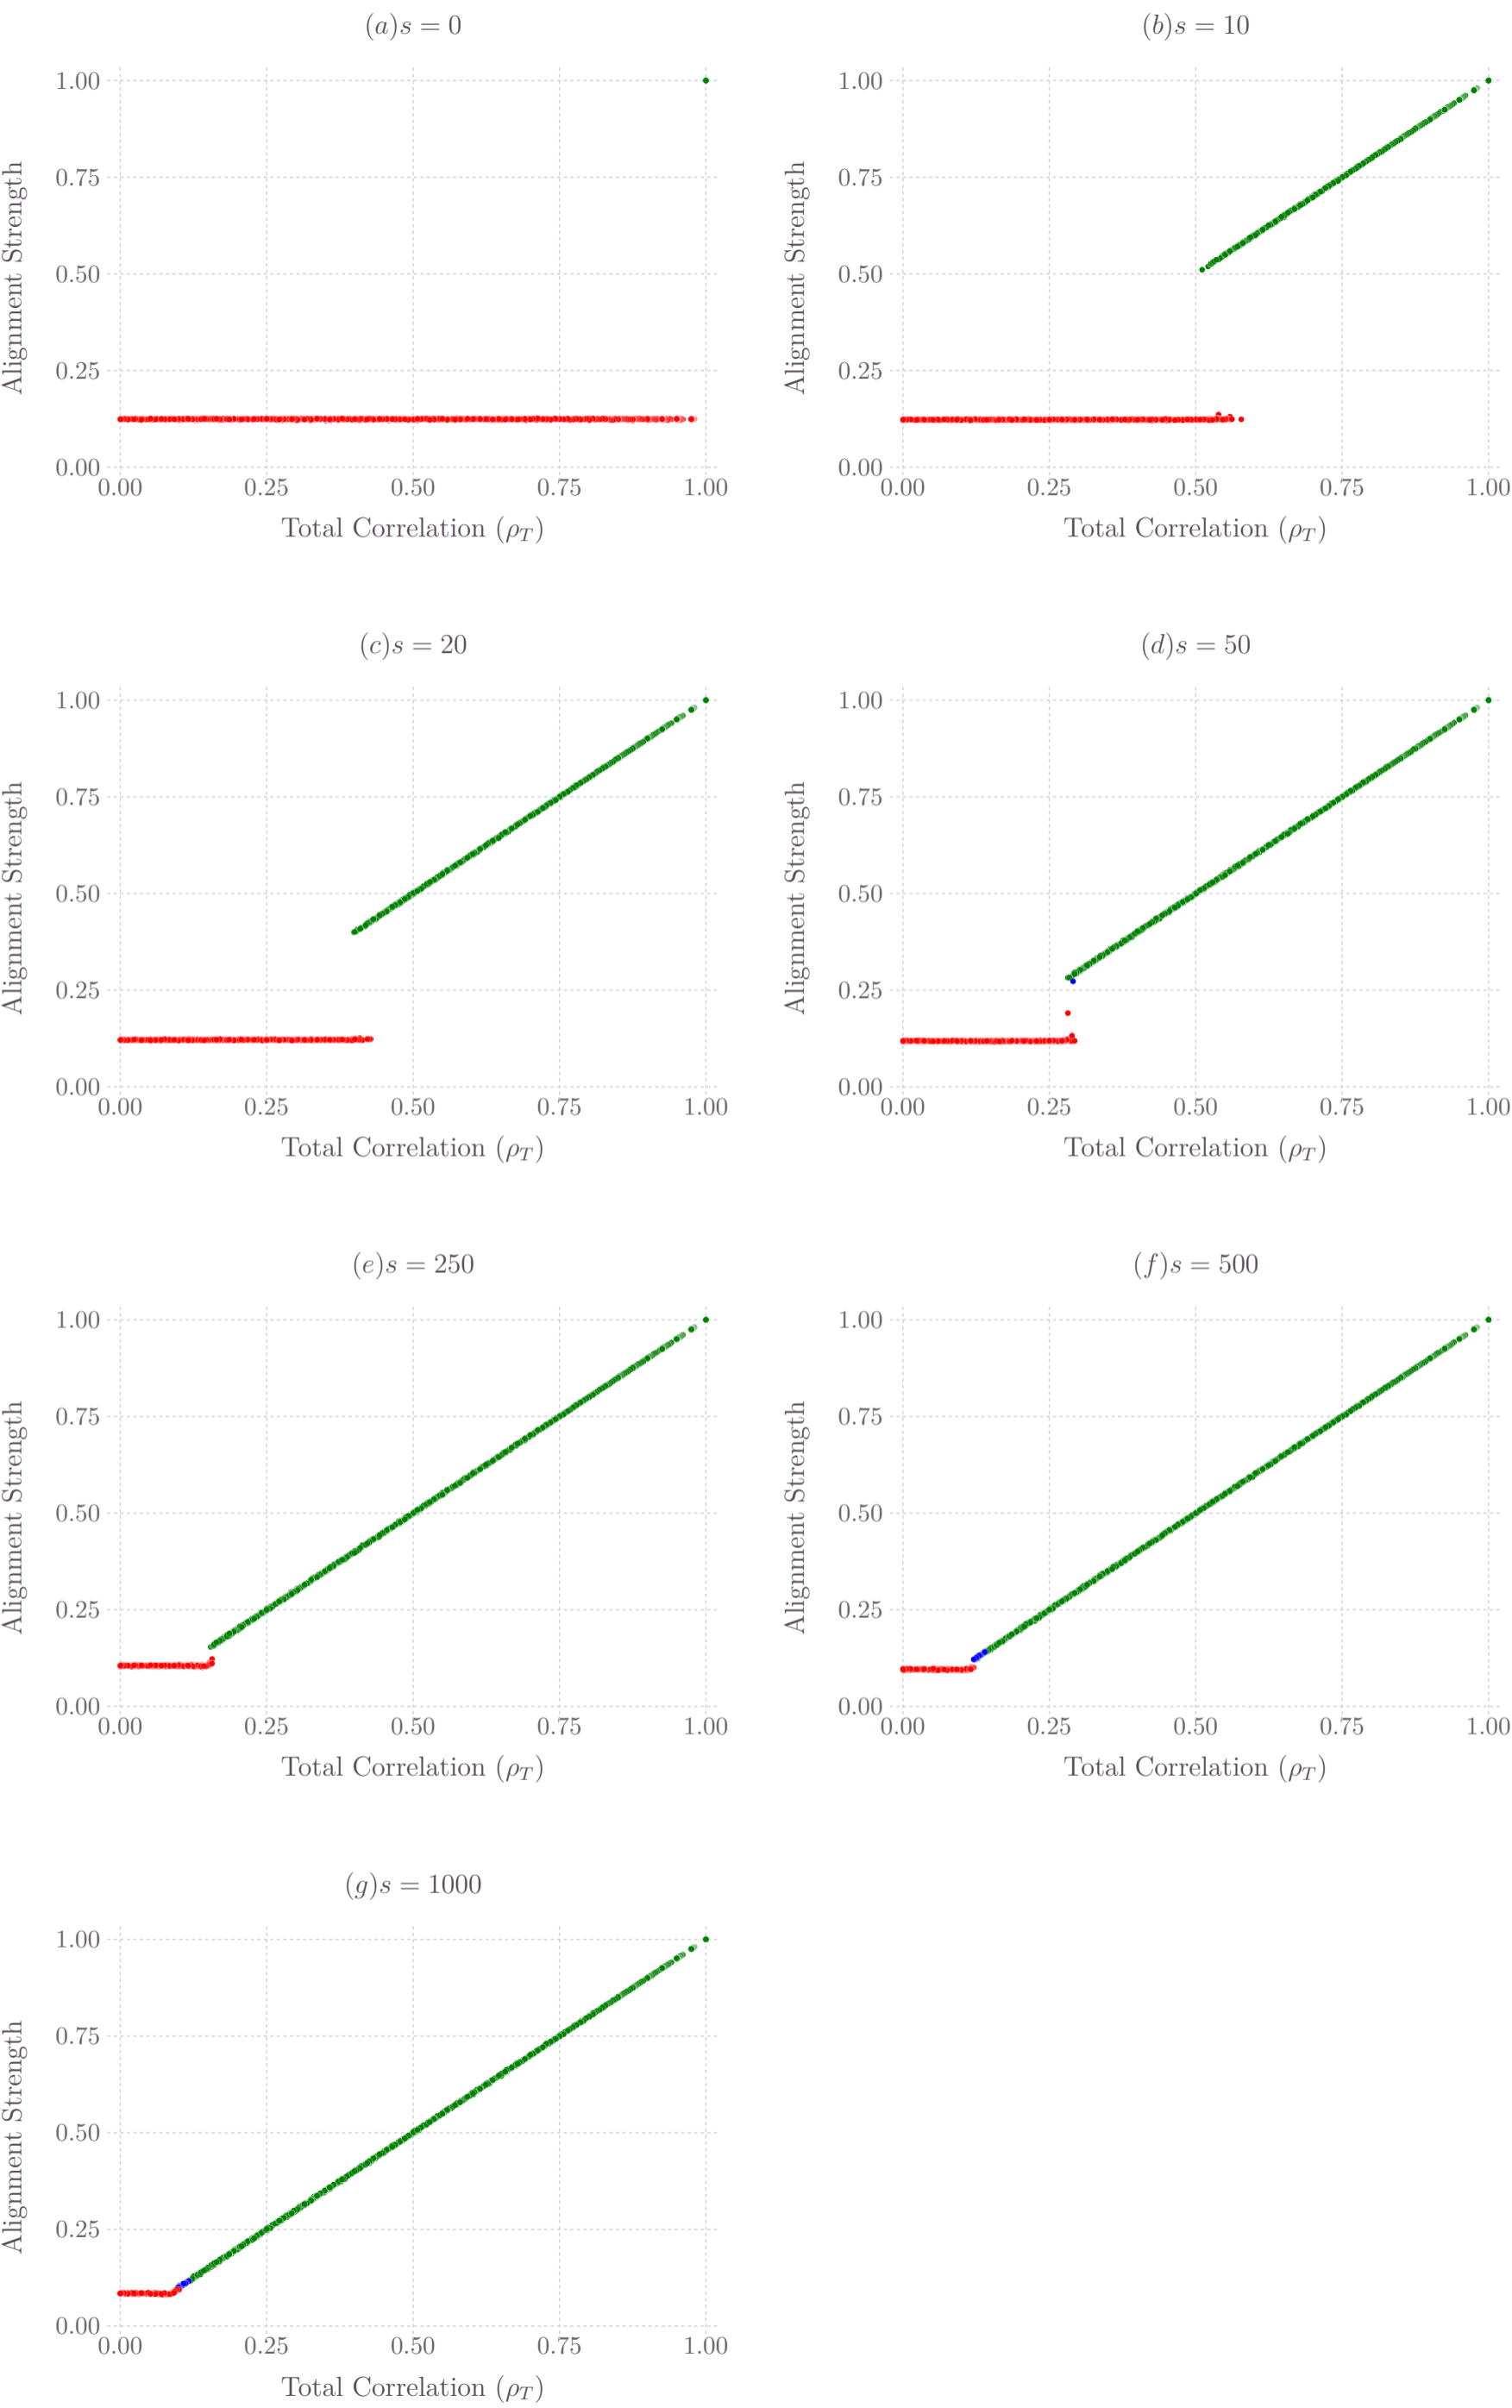 (a)s = 0
Alignment Strength
1.00
0.75
0.50
0.25
0.00
0.00 0.25 0.50 0.75 1.00
Total Correlation (ρT)
(b)s = 10
Alignment Strength
1.00
0.75
0.50
0.25
0.00
0.00 0.25 0.50 0.75 1.00
Total Correlation (ρT)
(c)s = 20
Alignment Strength
1.00
0.75
0.50
0.25
0.00
0.00 0.25 0.50 0.75 1.00
Total Correlation (ρT)
(d)s = 50
Alignment Strength
1.00
0.75
0.50
0.25
0.00
0.00 0.25 0.50 0.75 1.00
Total Correlation (ρT)
(e)s = 250
Alignment Strength
1.00
0.75
0.50
0.25
0.00
0.00 0.25 0.50 0.75 1.00
Total Correlation (ρT)
(f)s = 500
Alignment Strength
1.00
0.75
0.50
0.25
0.00
0.00 0.25 0.50 0.75 1.00
Total Correlation (ρT)
(g)s = 1000
Alignment Strength
1.00
0.75
0.50
0.25
0.00
0.00 0.25 0.50 0.75 1.00
Total Correlation (ρT)